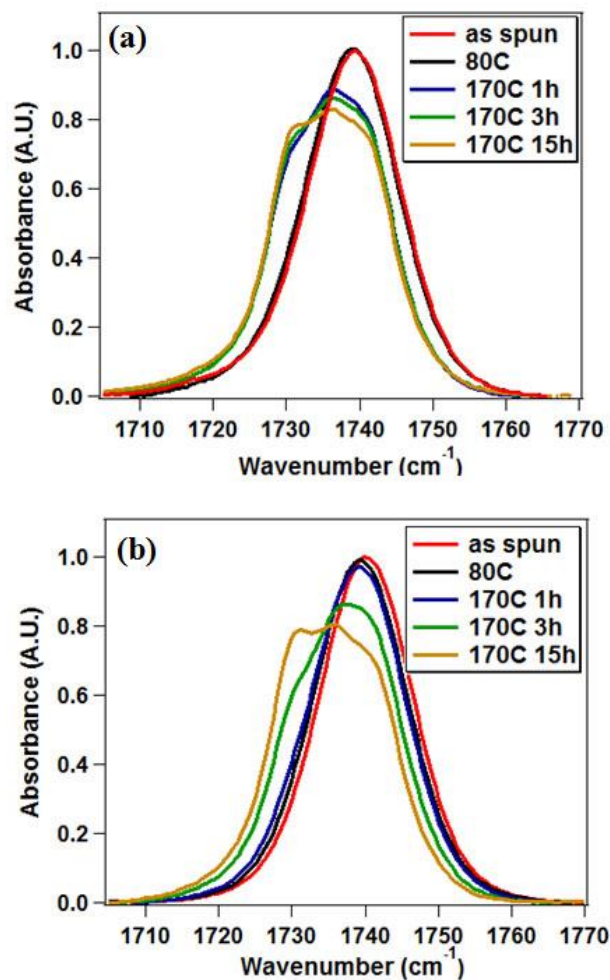 (a)
as spun
80C
170C 1h
170C 3h
170C 15h
1.0
0.8
0.6
0.4
0.2
0.0
Absorbance (A.U.)
1710 1720 1730 1740 1750 1760 1770
Wavenumber (cm-1)
(b)
as spun
80C
170C 1h
170C 3h
170C 15h
1.0
0.8
0.6
0.4
0.2
0.0
Absorbance (A.U.)
1710 1720 1730 1740 1750 1760 1770
Wavenumber (cm-1)